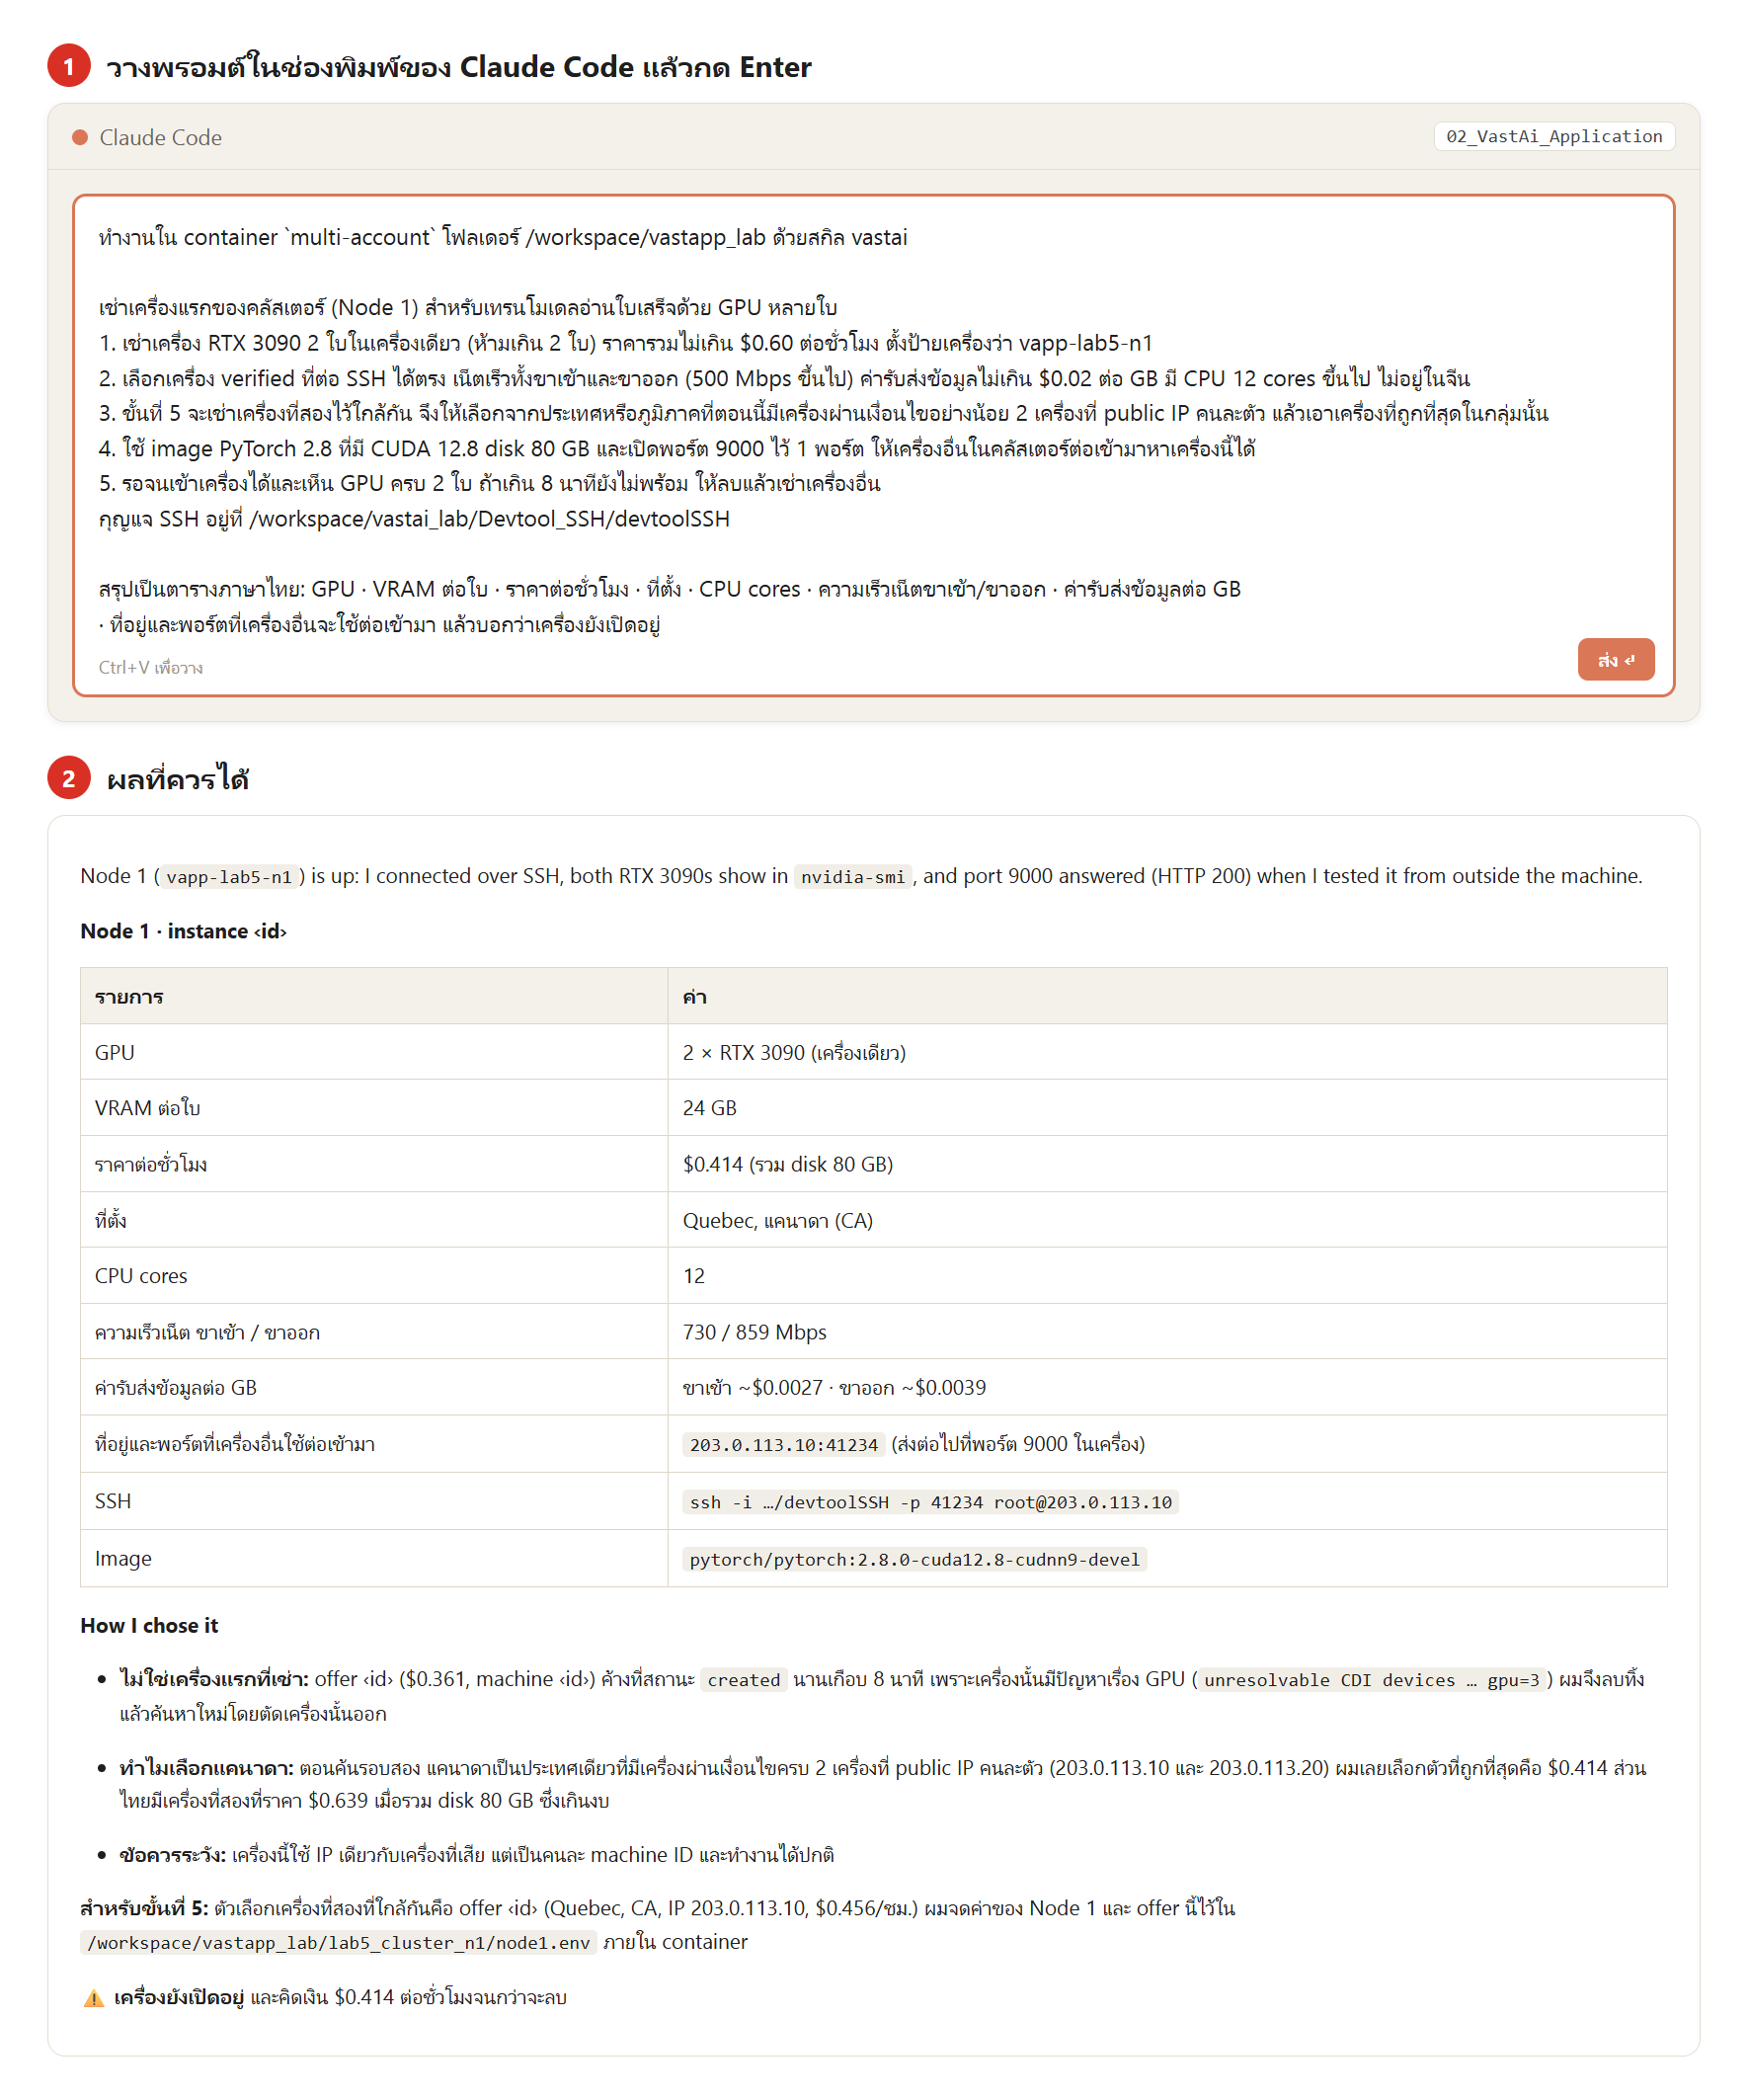 1 วางพรอมต์ในช่องพิมพ์ของ Claude Code แล้วกด Enter
Claude Code
02_VastAi_Application
ทำงานใน container `multi-account` โฟลเดอร์ /workspace/vastapp_lab ด้วยสกิล vastai
เช่าเครื่องแรกของคลัสเตอร์ (Node 1) สำหรับเทรนโมเดลอ่านใบเสร็จด้วย GPU หลายใบ
1. เช่าเครื่อง RTX 3090 2 ใบในเครื่องเดียว (ห้ามเกิน 2 ใบ) ราคารวมไม่เกิน $0.60 ต่อชั่วโมง ตั้งป้ายเครื่องว่า vapp-lab5-n1
2. เลือกเครื่อง verified ที่ต่อ SSH ได้ตรง เน็ตเร็วทั้งขาเข้าและขาออก (500 Mbps ขึ้นไป) ค่ารับส่งข้อมูลไม่เกิน $0.02 ต่อ GB มี CPU 12 cores ขึ้นไป ไม่อยู่ในจีน
3. ขั้นที่ 5 จะเช่าเครื่องที่สองไว้ใกล้กัน จึงให้เลือกจากประเทศหรือภูมิภาคที่ตอนนี้มีเครื่องผ่านเงื่อนไขอย่างน้อย 2 เครื่องที่ public IP คนละตัว แล้วเอาเครื่องที่ถูกที่สุดในกลุ่มนั้น
4. ใช้ image PyTorch 2.8 ที่มี CUDA 12.8 disk 80 GB และเปิดพอร์ต 9000 ไว้ 1 พอร์ต ให้เครื่องอื่นในคลัสเตอร์ต่อเข้ามาหาเครื่องนี้ได้
5. รอจนเข้าเครื่องได้และเห็น GPU ครบ 2 ใบ ถ้าเกิน 8 นาทียังไม่พร้อม ให้ลบแล้วเช่าเครื่องอื่น
กุญแจ SSH อยู่ที่ /workspace/vastai_lab/Devtool_SSH/devtoolSSH
สรุปเป็นตารางภาษาไทย: GPU · VRAM ต่อใบ · ราคาต่อชั่วโมง · ที่ตั้ง · CPU cores · ความเร็วเน็ตขาเข้า/ขาออก · ค่ารับส่งข้อมูลต่อ GB
· ที่อยู่และพอร์ตที่เครื่องอื่นจะใช้ต่อเข้ามา แล้วบอกว่าเครื่องยังเปิดอยู่
Ctrl+V เพื่อวาง
ส่ง ↵
2 ผลที่ควรได้
Node 1 (vapp-lab5-n1) is up: I connected over SSH, both RTX 3090s show in nvidia-smi, and port 9000 answered (HTTP 200) when I tested it from outside the machine.
Node 1 · instance ‹id›
รายการ ค่า
GPU 2 × RTX 3090 (เครื่องเดียว)
VRAM ต่อใบ 24 GB
ราคาต่อชั่วโมง $0.414 (รวม disk 80 GB)
ที่ตั้ง Quebec, แคนาดา (CA)
CPU cores 12
ความเร็วเน็ต ขาเข้า / ขาออก 730 / 859 Mbps
ค่ารับส่งข้อมูลต่อ GB ขาเข้า ~$0.0027 · ขาออก ~$0.0039
ที่อยู่และพอร์ตที่เครื่องอื่นใช้ต่อเข้ามา 203.0.113.10:41234 (ส่งต่อไปที่พอร์ต 9000 ในเครื่อง)
SSH ssh -i …/devtoolSSH -p 41234 root@203.0.113.10
Image pytorch/pytorch:2.8.0-cuda12.8-cudnn9-devel
How I chose it
• ไม่ใช่เครื่องแรกที่เช่า: offer ‹id› ($0.361, machine ‹id›) ค้างที่สถานะ created นานเกือบ 8 นาที เพราะเครื่องนั้นมีปัญหาเรื่อง GPU (unresolvable CDI devices … gpu=3) ผมจึงลบทิ้ง
แล้วค้นหาใหม่โดยตัดเครื่องนั้นออก
• ทำไมเลือกแคนาดา: ตอนค้นรอบสอง แคนาดาเป็นประเทศเดียวที่มีเครื่องผ่านเงื่อนไขครบ 2 เครื่องที่ public IP คนละตัว (203.0.113.10 และ 203.0.113.20) ผมเลยเลือกตัวที่ถูกที่สุดคือ $0.414 ส่วน
ไทยมีเครื่องที่สองที่ราคา $0.639 เมื่อรวม disk 80 GB ซึ่งเกินงบ
• ข้อควรระวัง: เครื่องนี้ใช้ IP เดียวกับเครื่องที่เสีย แต่เป็นคนละ machine ID และทำงานได้ปกติ
สำหรับขั้นที่ 5: ตัวเลือกเครื่องที่สองที่ใกล้กันคือ offer ‹id› (Quebec, CA, IP 203.0.113.10, $0.456/ชม.) ผมจดค่าของ Node 1 และ offer นี้ไว้ใน
/workspace/vastapp_lab/lab5_cluster_n1/node1.env ภายใน container
⚠️ เครื่องยังเปิดอยู่ และคิดเงิน $0.414 ต่อชั่วโมงจนกว่าจะลบ